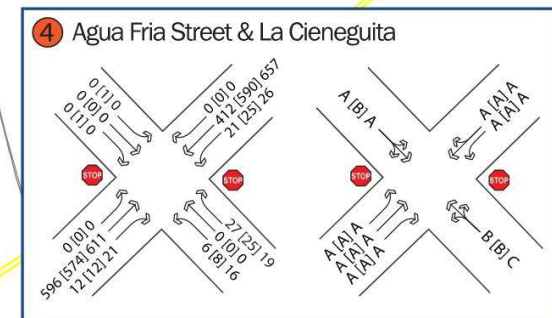 4 Agua Fria Street & La Cieneguita
0 [1] 0
0 [0] 0
0 [1] 0
0 [0] 0
412 [590] 657
21 [25] 26
STOP
STOP
0 [0] 0
596 [574] 611
12 [12] 21
27 [25] 19
0 [0] 0
6 [8] 16
A [B] A
A [A] A
A [A] A
STOP
STOP
A [A] A
A [A] A
A [A] A
B [B] C